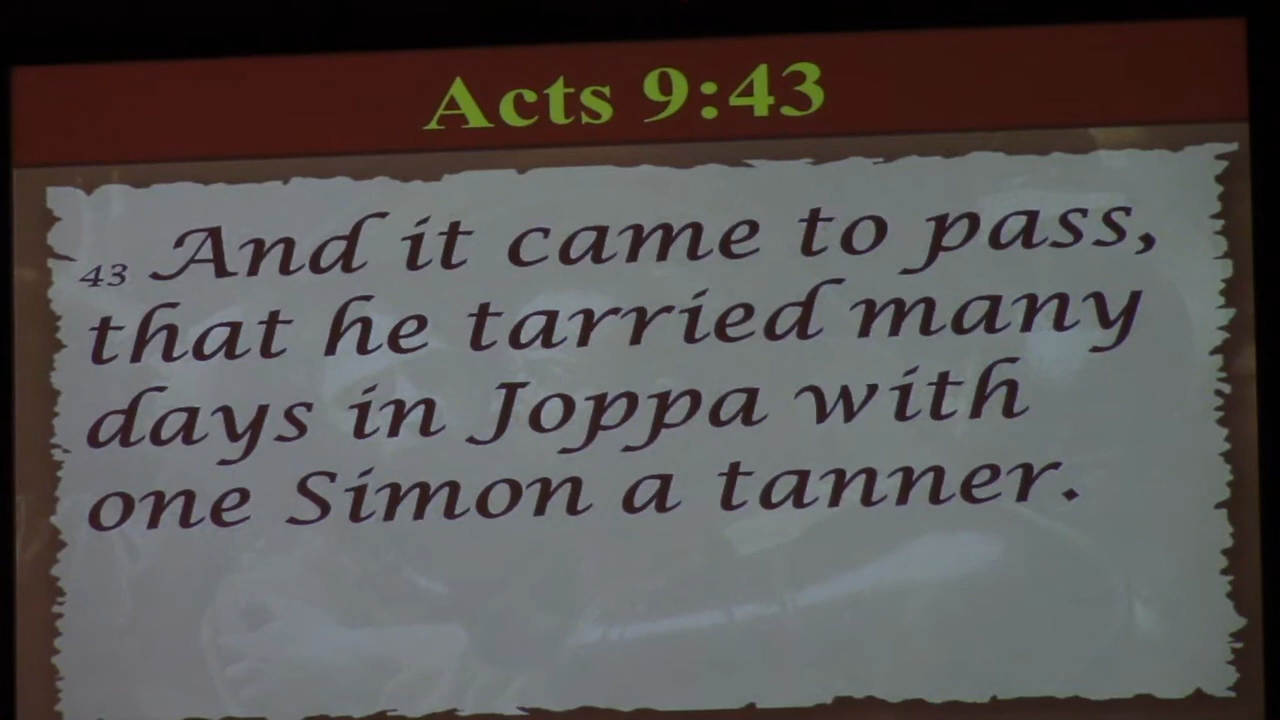 Acts 9:43
43 And it came to pass,
that he tarried many
days in Joppa with
one Simon a tanner.